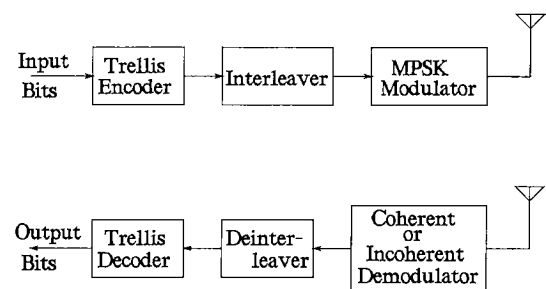 Input
Bits
Trellis
Encoder
Interleaver
MPSK
Modulator
Output
Bits
Trellis
Decoder
Deinter-
leaver
Coherent
or
Incoherent
Demodulator